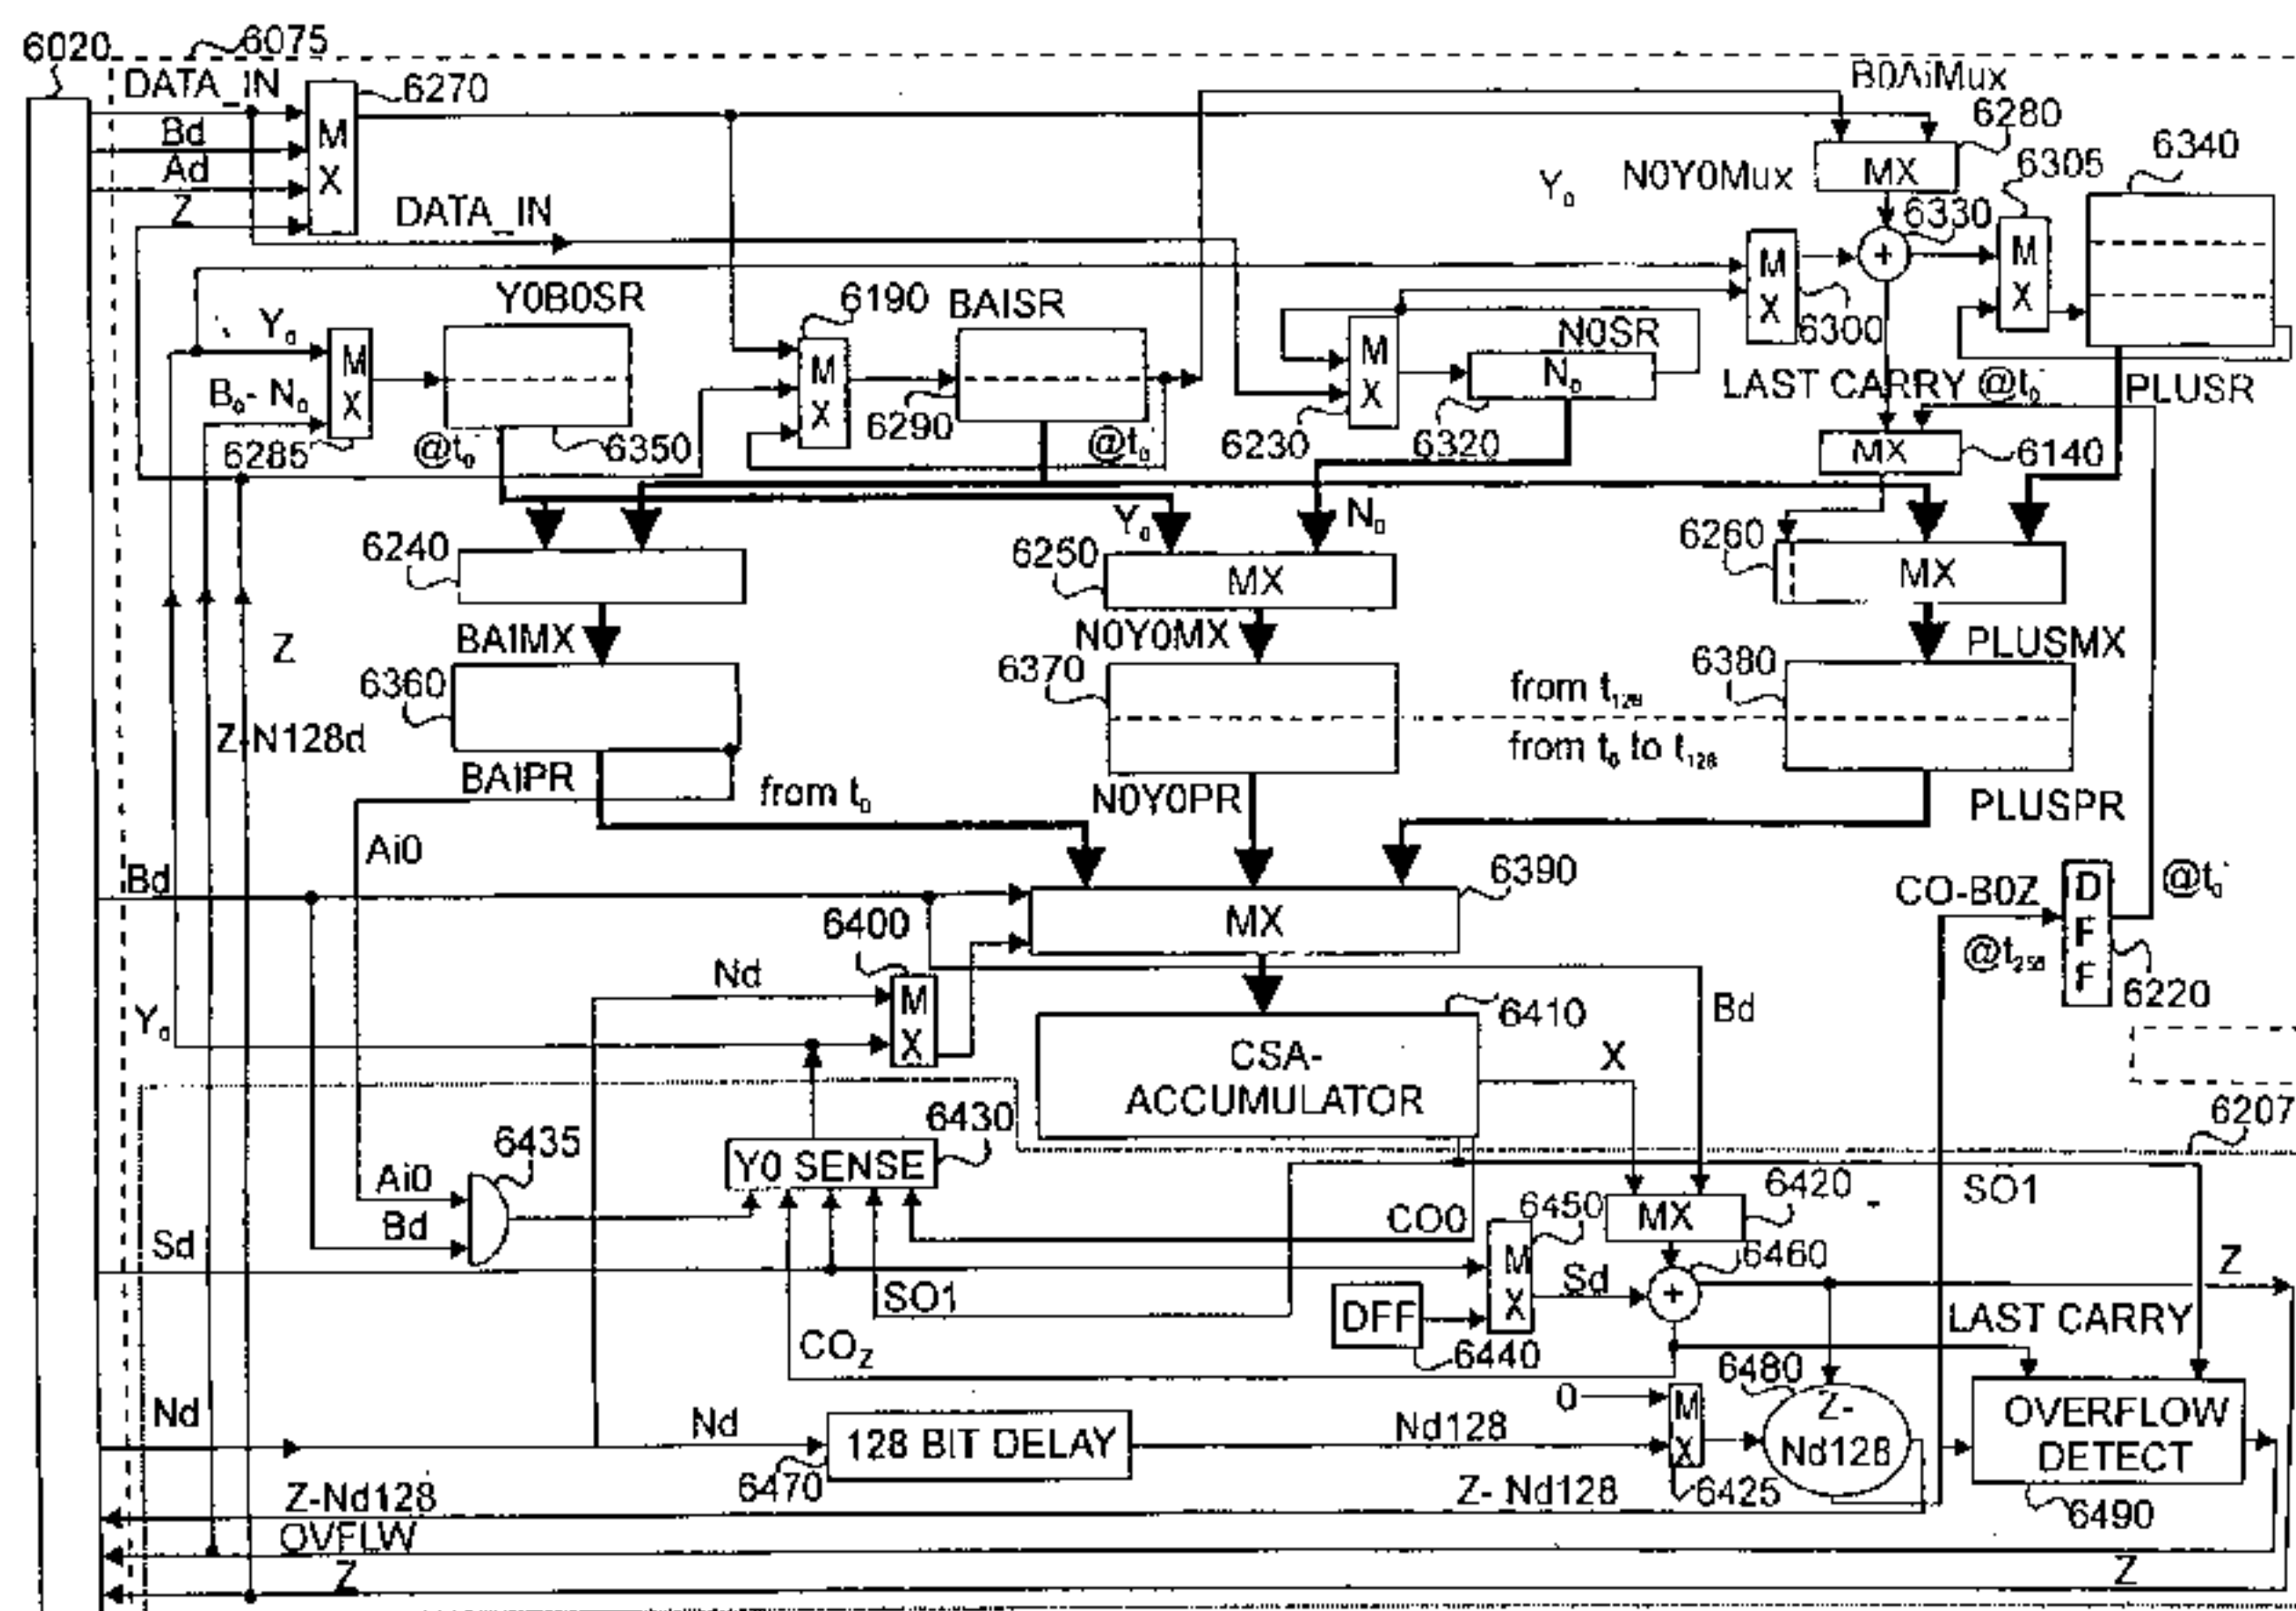 6020
6075
DATA_IN
6270
B0AiMux
Bd
M
X
6280
Ad
MX
6305
6340
Z
DATA_IN
Y₀
N0Y0Mux
6330
+
M
X
M
X
6300
Y0B0SR
6190
BAISR
Y₀
M
X
M
X
M
X
N0SR
N₀
B₀- N₀
LAST CARRY @t₀⁻
PLUSR
6285
@t₀⁻
6350
6290
@t₀⁻
6230
6320
MX
6140
6240
Y₀
N₀
6250
MX
6260
MX
BAIMX
N0Y0MX
PLUSMX
Z
6360
6370
from t₁₂₈
6380
Z-N128d
from t₀ to t₁₂₈
BAIPR
from t₀
N0Y0PR
PLUSPR
Ai0
Bd
6390
MX
CO-B0Z
D
F
F
@t₀⁻
6400
@t₂₅₆
6220
Nd
M
X
Y₀
6410
Bd
CSA-
ACCUMULATOR
X
6207
6435
6430
Y0 SENSE
Ai0
6420
SO1
Bd
6450
MX
CO0
Sd
M
X
6460
Z
SO1
DFF
Sd
+
LAST CARRY
CO_Z
6440
6480
0
M
X
Z-
Nd128
OVERFLOW
DETECT
Nd
Nd
128 BIT DELAY
Nd128
6470
Z-Nd128
Z- Nd128
6425
6490
OVFLW
Z
Z